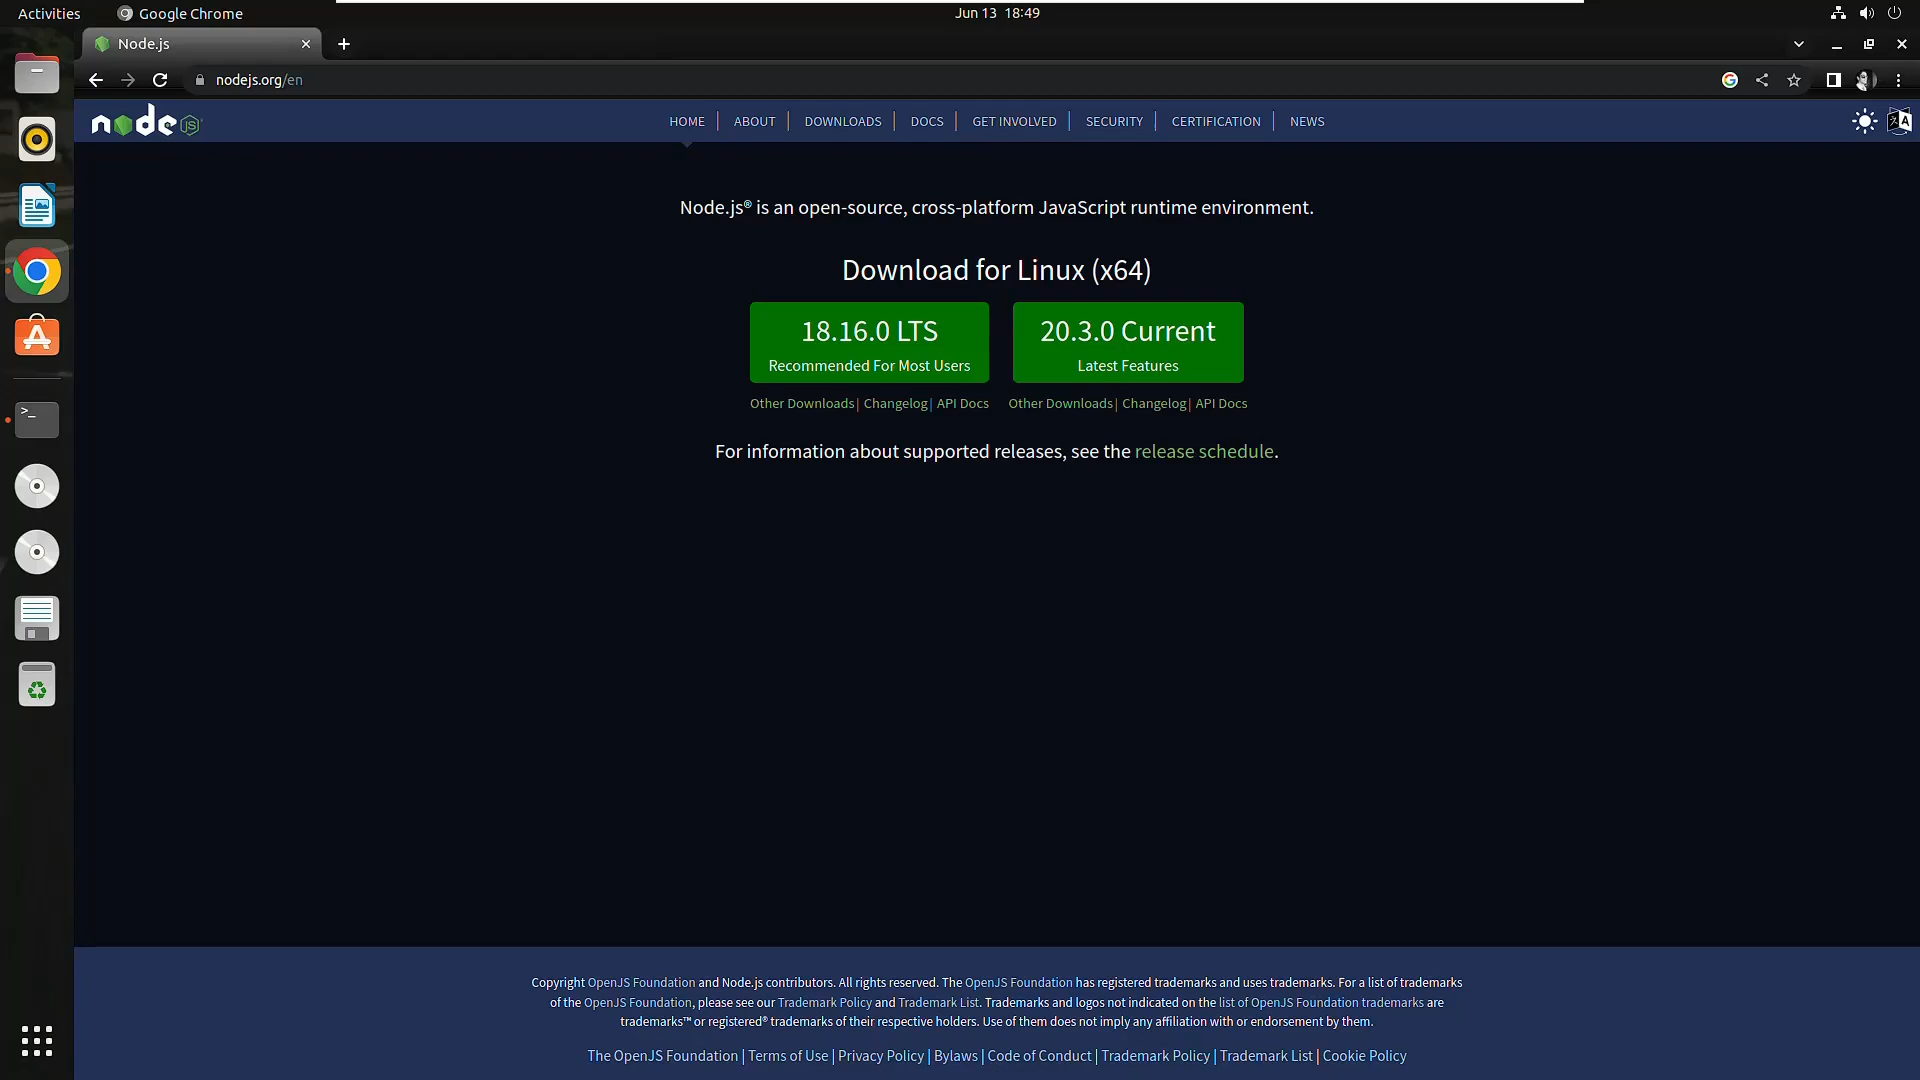 Activities
Google Chrome
Jun 13 18:49
Node.js
nodejs.org/en
node JS
HOME | ABOUT | DOWNLOADS | DOCS | GET INVOLVED | SECURITY | CERTIFICATION | NEWS
Node.js® is an open-source, cross-platform JavaScript runtime environment.
Download for Linux (x64)
18.16.0 LTS
Recommended For Most Users
20.3.0 Current
Latest Features
Other Downloads | Changelog | API Docs
Other Downloads | Changelog | API Docs
For information about supported releases, see the release schedule.
Copyright OpenJS Foundation and Node.js contributors. All rights reserved. The OpenJS Foundation has registered trademarks and uses trademarks. For a list of trademarks
of the OpenJS Foundation, please see our Trademark Policy and Trademark List. Trademarks and logos not indicated on the list of OpenJS Foundation trademarks are
trademarks™ or registered® trademarks of their respective holders. Use of them does not imply any affiliation with or endorsement by them.
The OpenJS Foundation | Terms of Use | Privacy Policy | Bylaws | Code of Conduct | Trademark Policy | Trademark List | Cookie Policy